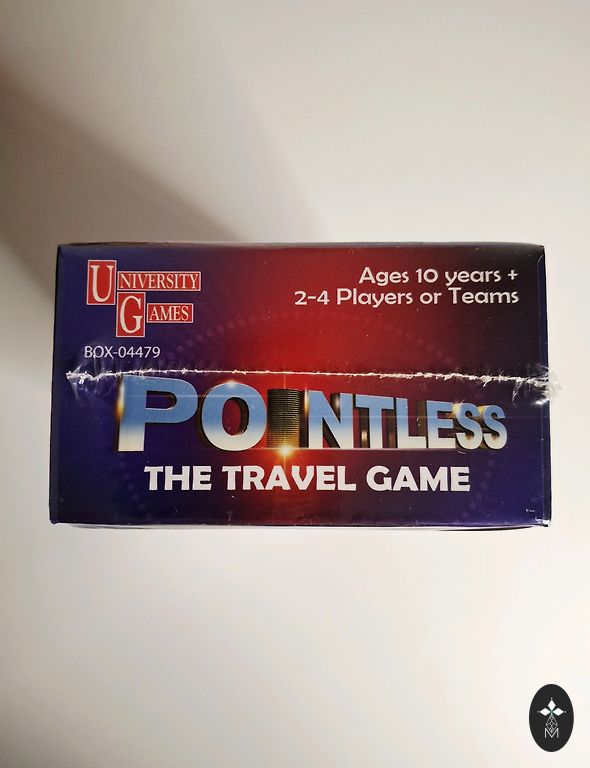 UNIVERSITY
GAMES
BOX-04479
Ages 10 years +
2-4 Players or Teams
POINTLESS
THE TRAVEL GAME
M